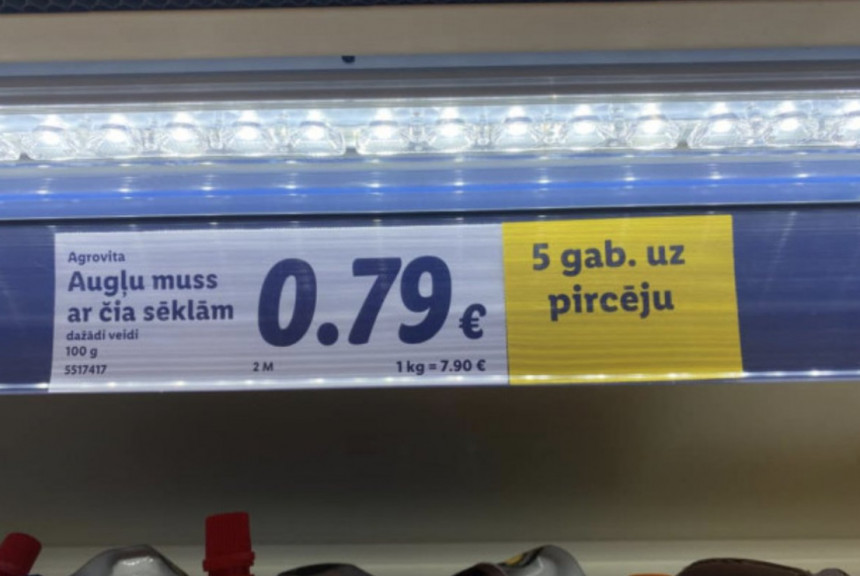 Agrovita
Augļu muss
ar čia sēklām
dažādi veidi
100 g
5517417
0.79 €
2 M
1 kg = 7.90 €
5 gab. uz
pircēju